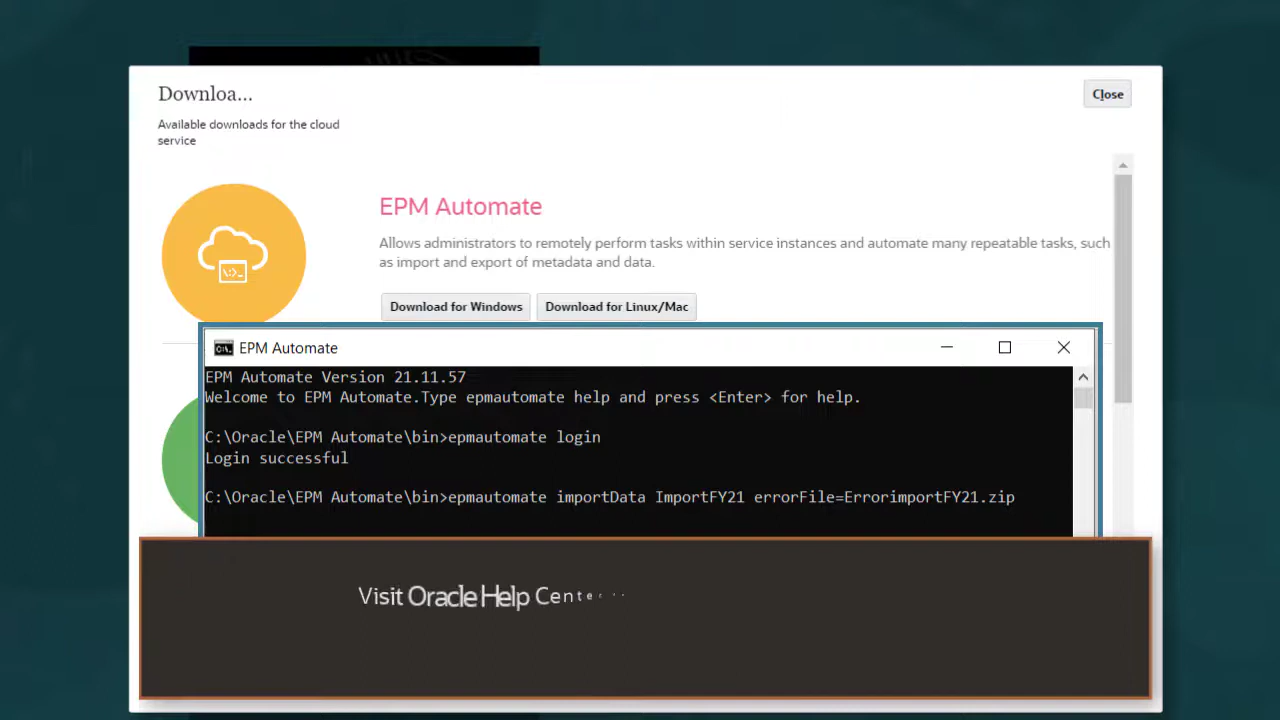 Downloa...
Close
Available downloads for the cloud
service
EPM Automate
Allows administrators to remotely perform tasks within service instances and automate many repeatable tasks, such
as import and export of metadata and data.
Download for Windows
Download for Linux/Mac
EPM Automate
EPM Automate Version 21.11.57
Welcome to EPM Automate.Type epmautomate help and press <Enter> for help.
C:\Oracle\EPM Automate\bin>epmautomate login
Login successful
C:\Oracle\EPM Automate\bin>epmautomate importData ImportFY21 errorFile=ErrorimportFY21.zip
Visit Oracle Help Center